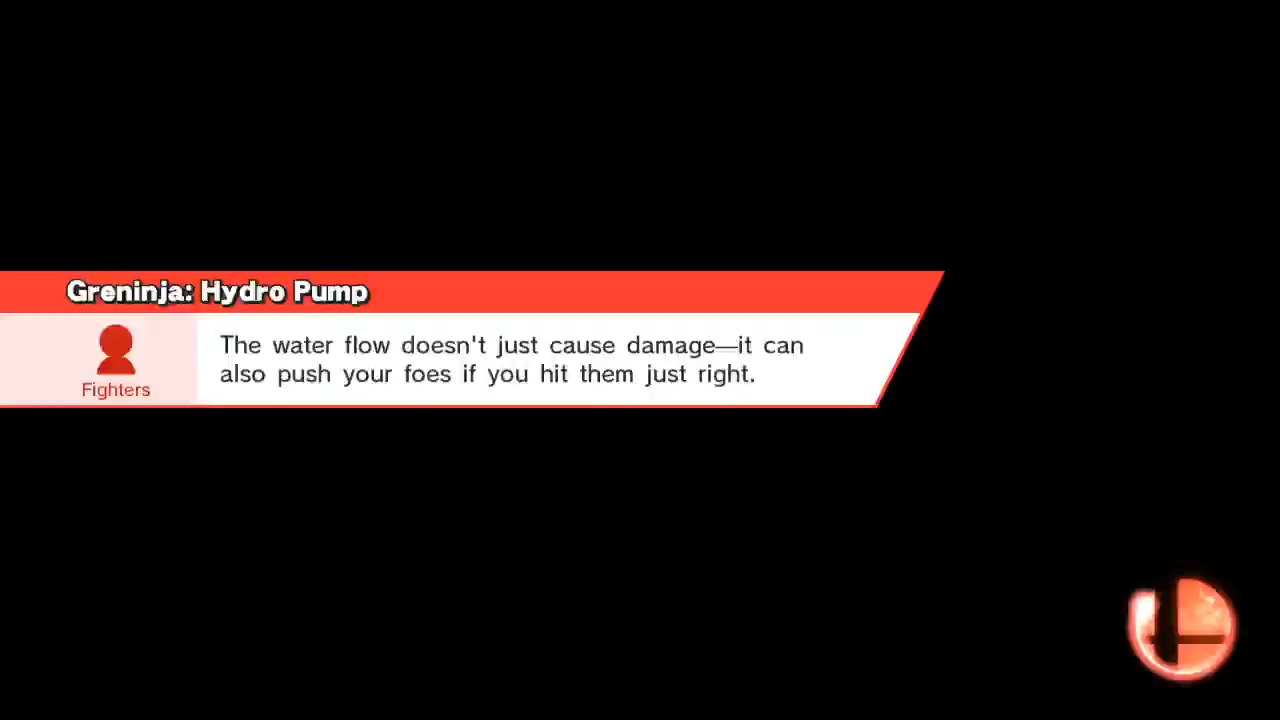 Greninja: Hydro Pump
Fighters
The water flow doesn't just cause damage—it can
also push your foes if you hit them just right.